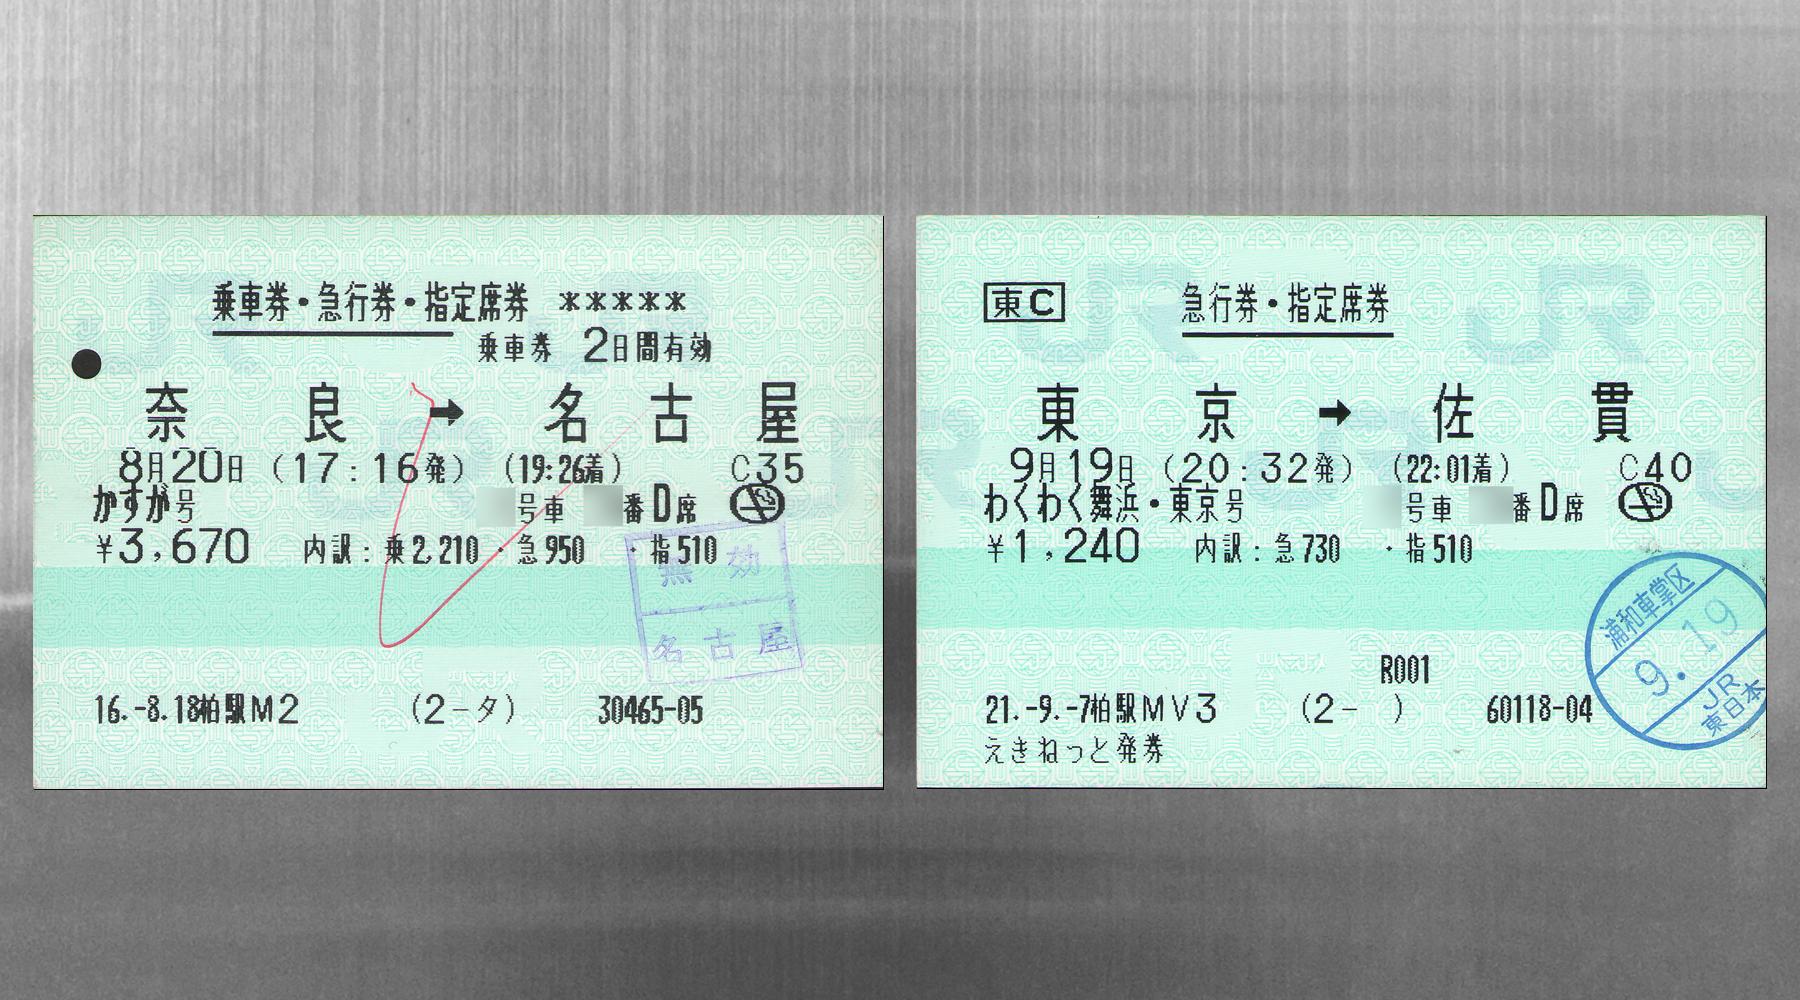 乗車券・急行券・指定席券 *****
乗車券 2日間有効
奈良➡名古屋
8月20日 (17:16発) (19:26着) C35
かすが号 号車 番D席
¥3,670 内訳:乗2,210・急950 ・指510
無効
名古屋
16.-8.18柏駅M2 (2-タ) 30465-05
東C 急行券・指定席券
東京➡佐貫
9月19日 (20:32発) (22:01着) C40
わくわく舞浜・東京号 号車 番D席
¥1,240 内訳:急730 ・指510
浦和車掌区
9.19
JR
東日本
R001
21.-9.-7柏駅MV3 (2- ) 60118-04
えきねっと発券